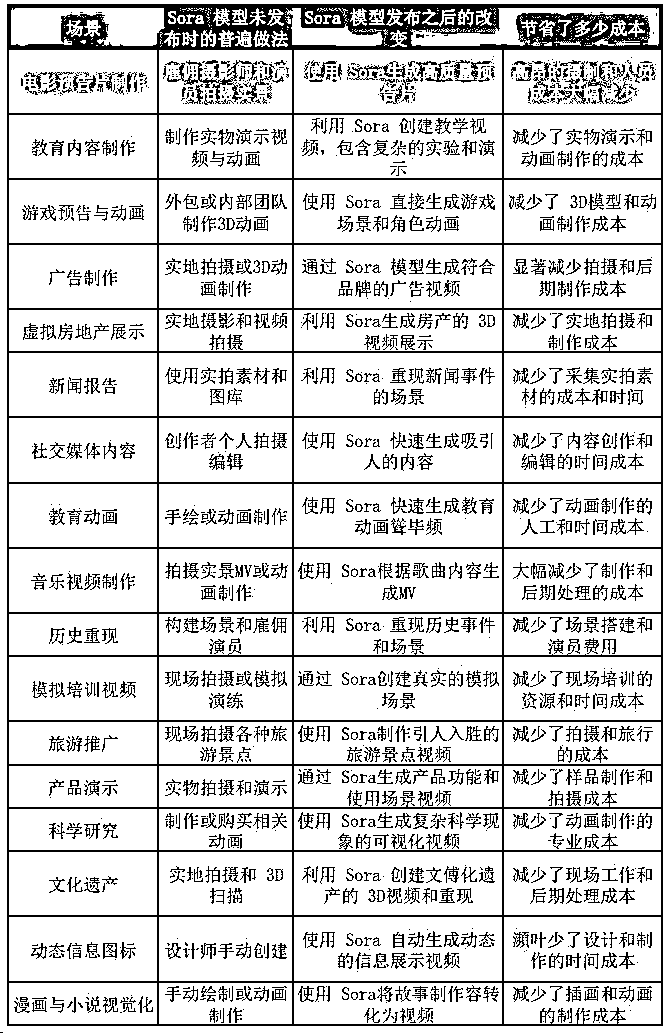 场景
Sora 模型未发
布时的普遍做法
Sora 模型发布之后的改
变
节省了多少成本
电影预告片制作
雇佣摄影师和演
员拍摄实景
使用 Sora生成高质量预
告片
高昂的摄制和人员
成本大幅减少
教育内容制作
制作实物演示视
频与动画
利用 Sora 创建教学视
频，包含复杂的实验和演
示
减少了实物演示和
动画制作的成本
游戏预告与动画
外包或内部团队
制作3D动画
使用 Sora 直接生成游戏
场景和角色动画
减少了 3D模型和动
画制作成本
广告制作
实地拍摄或3D动
画制作
通过 Sora 模型生成符合
品牌的广告视频
显著减少拍摄和后
期制作成本
虚拟房地产展示
实地摄影和视频
拍摄
利用 Sora生成房产的 3D
视频展示
减少了实地拍摄和
制作成本
新闻报告
使用实拍素材和
图库
利用 Sora 重现新闻事件
的场景
减少了采集实拍素
材的成本和时间
社交媒体内容
创作者个人拍摄
编辑
使用 Sora 快速生成吸引
人的内容
减少了内容创作和
编辑的时间成本
教育动画
手绘或动画制作
使用 Sora 快速生成教育
动画聳毕频
减少了动画制作的
人工和时间成本
音乐视频制作
拍摄实景MV或动
画制作
使用 Sora根据歌曲内容生
成MV
大幅减少了制作和
后期处理的成本
历史重现
构建场景和雇佣
演员
利用 Sora 重现历史事件
和场景
减少了场景搭建和
演员费用
模拟培训视频
现场拍摄或模拟
演练
通过 Sora创建真实的模拟
场景
减少了现场培训的
资源和时间成本
旅游推广
现场拍摄各种旅
游景点
使用 Sora制作引人入胜的
旅游景点视频
减少了拍摄和旅行
的成本
产品演示
实物拍摄和演示
通过 Sora生成产品功能和
使用场景视频
减少了样品制作和
拍摄成本
科学研究
制作或购买相关
动画
使用 Sora生成复杂科学现
象的可视化视频
减少了动画制作的
专业成本
文化遗产
实地拍摄和 3D
扫描
利用 Sora 创建文傅化遗
产的 3D视频和重现
减少了现场工作和
后期处理成本
动态信息图标
设计师手动创建
使用 Sora 自动生成动态
的信息展示视频
瀕叶少了设计和制
作的时间成本
漫画与小说视觉化
手动绘制或动画
制作
使用 Sora将故事制作容转
化为视频
减少了插画和动画
的制作成本